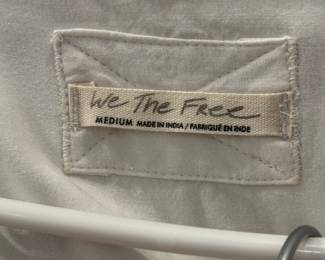 We The Free
MEDIUM MADE IN INDIA / FABRIQUÉ EN INDE